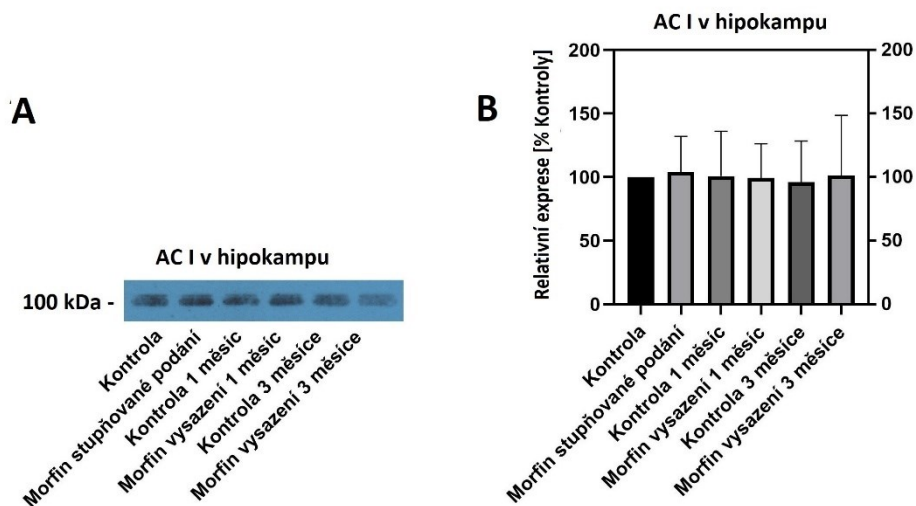 'A
AC I v hipokampu
100 kDa -
Kontrola
Morfin stupňované podání
Kontrola 1 měsíc
Morfin vysazení 1 měsíc
Kontrola 3 měsíce
Morfin vysazení 3 měsíce
B
AC I v hipokampu
Relativní exprese [% Kontroly]
200
150
100
50
0
200
150
100
50
0
Kontrola
Morfin stupňované podání
Kontrola 1 měsíc
Morfin vysazení 1 měsíc
Kontrola 3 měsíce
Morfin vysazení 3 měsíce